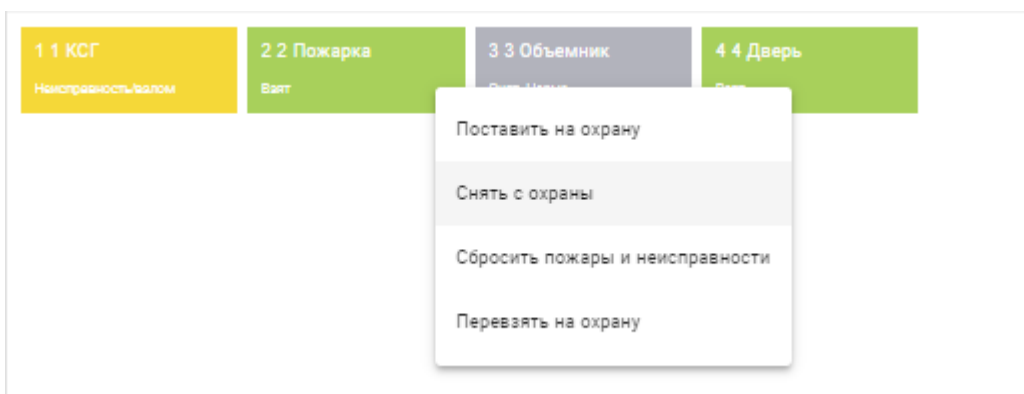 1 1 КСГ
2 2 Пожарка
3 3 Объемник
4 4 Дверь
Неисправность/взлом
Взят
Поставить на охрану
Снять с охраны
Сбросить пожары и неисправности
Перевзять на охрану